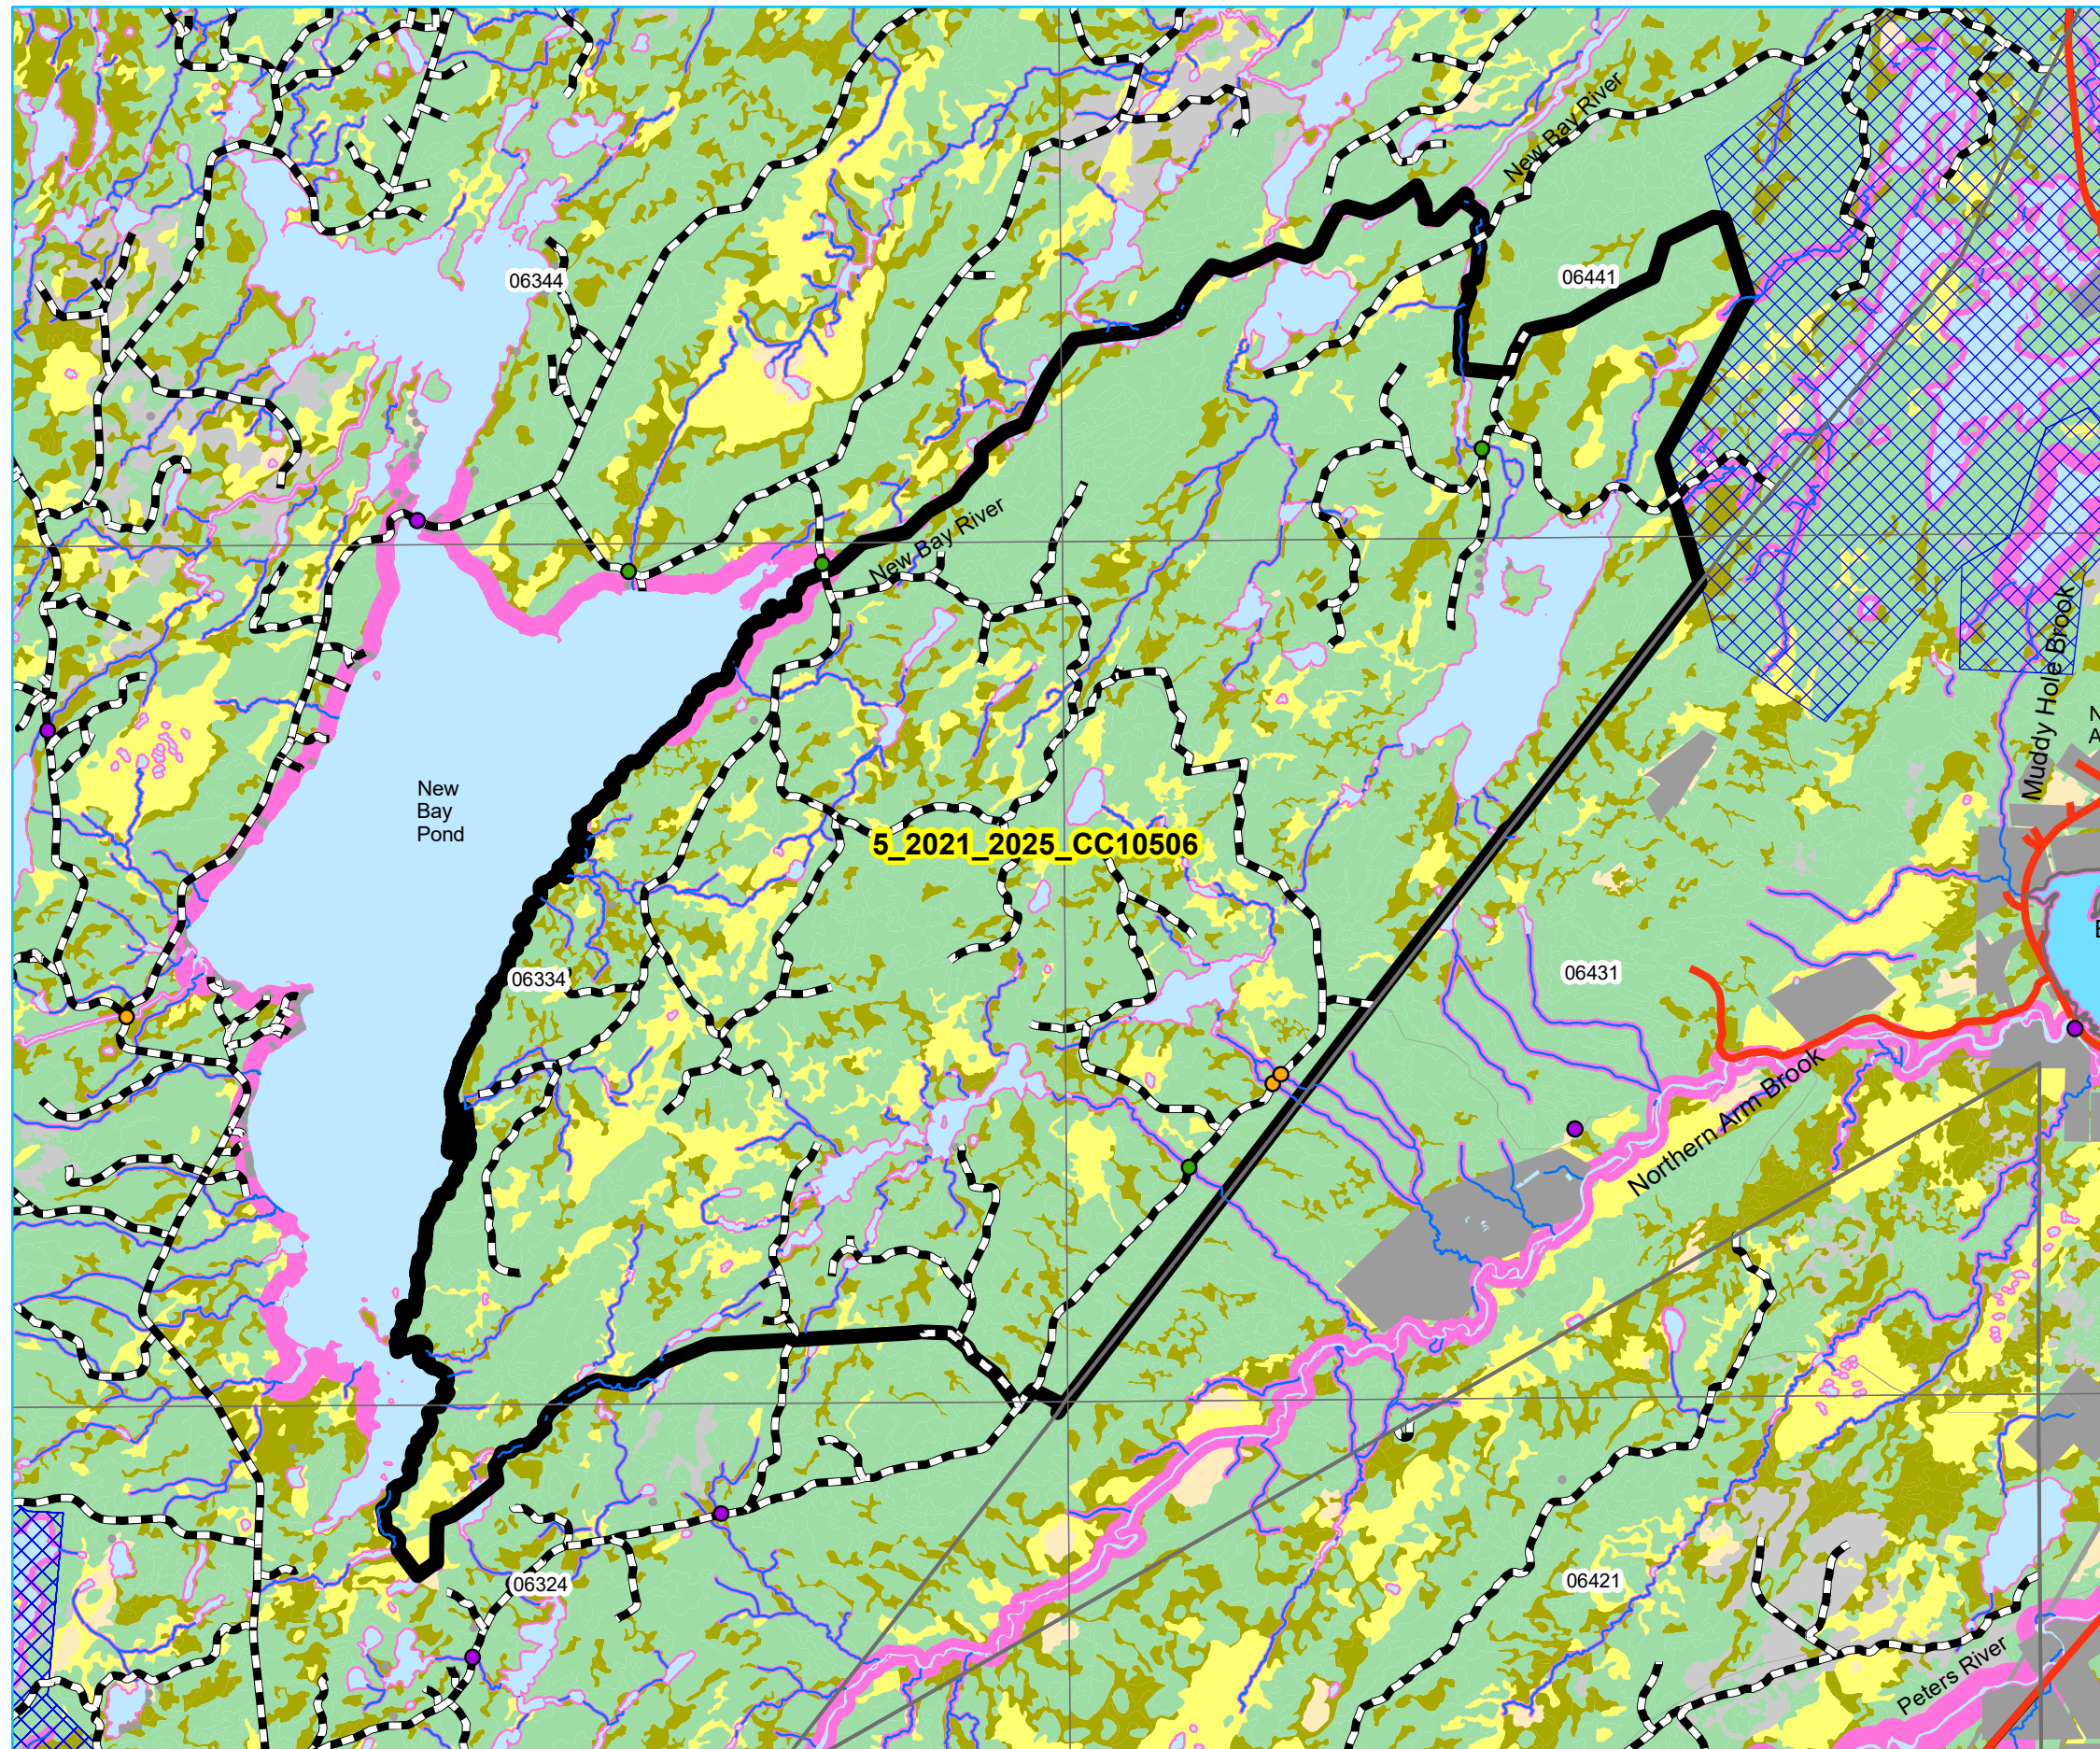 New Bay River
06344
06441
New Bay River
Muddy Hole Brook
N
A
New
Bay
Pond
5_2021_2025_CC10506
E
06334
06431
Northern Arm Brook
06324
06421
Peters River